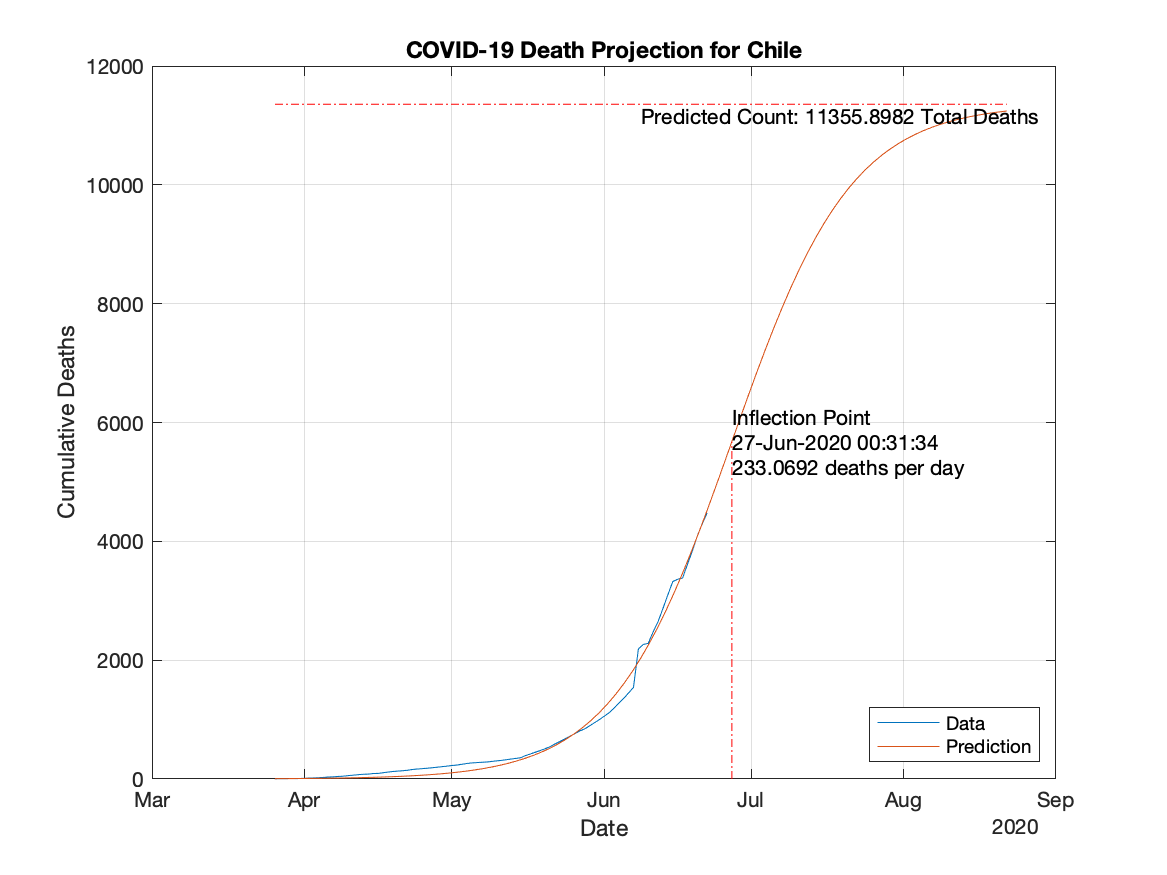 COVID-19 Death Projection for Chile
12000
10000
8000
6000
4000
2000
0
Cumulative Deaths
Predicted Count: 11355.8982 Total Deaths
Inflection Point
27-Jun-2020 00:31:34
233.0692 deaths per day
Data
Prediction
Mar Apr May Jun Jul Aug Sep
Date
2020